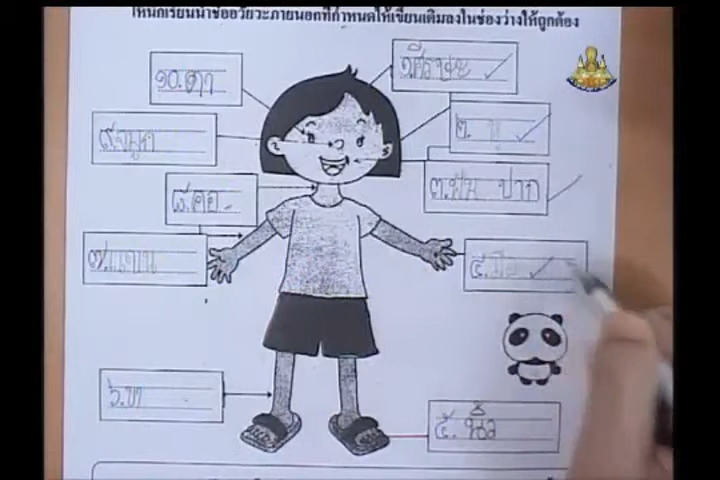 ให้นักเรียนนำชื่ออวัยวะภายนอกที่กำหนดให้เขียนเติมลงในช่องว่างให้ถูกต้อง
๑๐.ตา
๑.ศีรษะ
๙.จมูก
๒. หู
๘.คอ
๓.ฟัน ปาก
๗.แขน
๔.มือ
๖.ขา
๕. นิ้ว